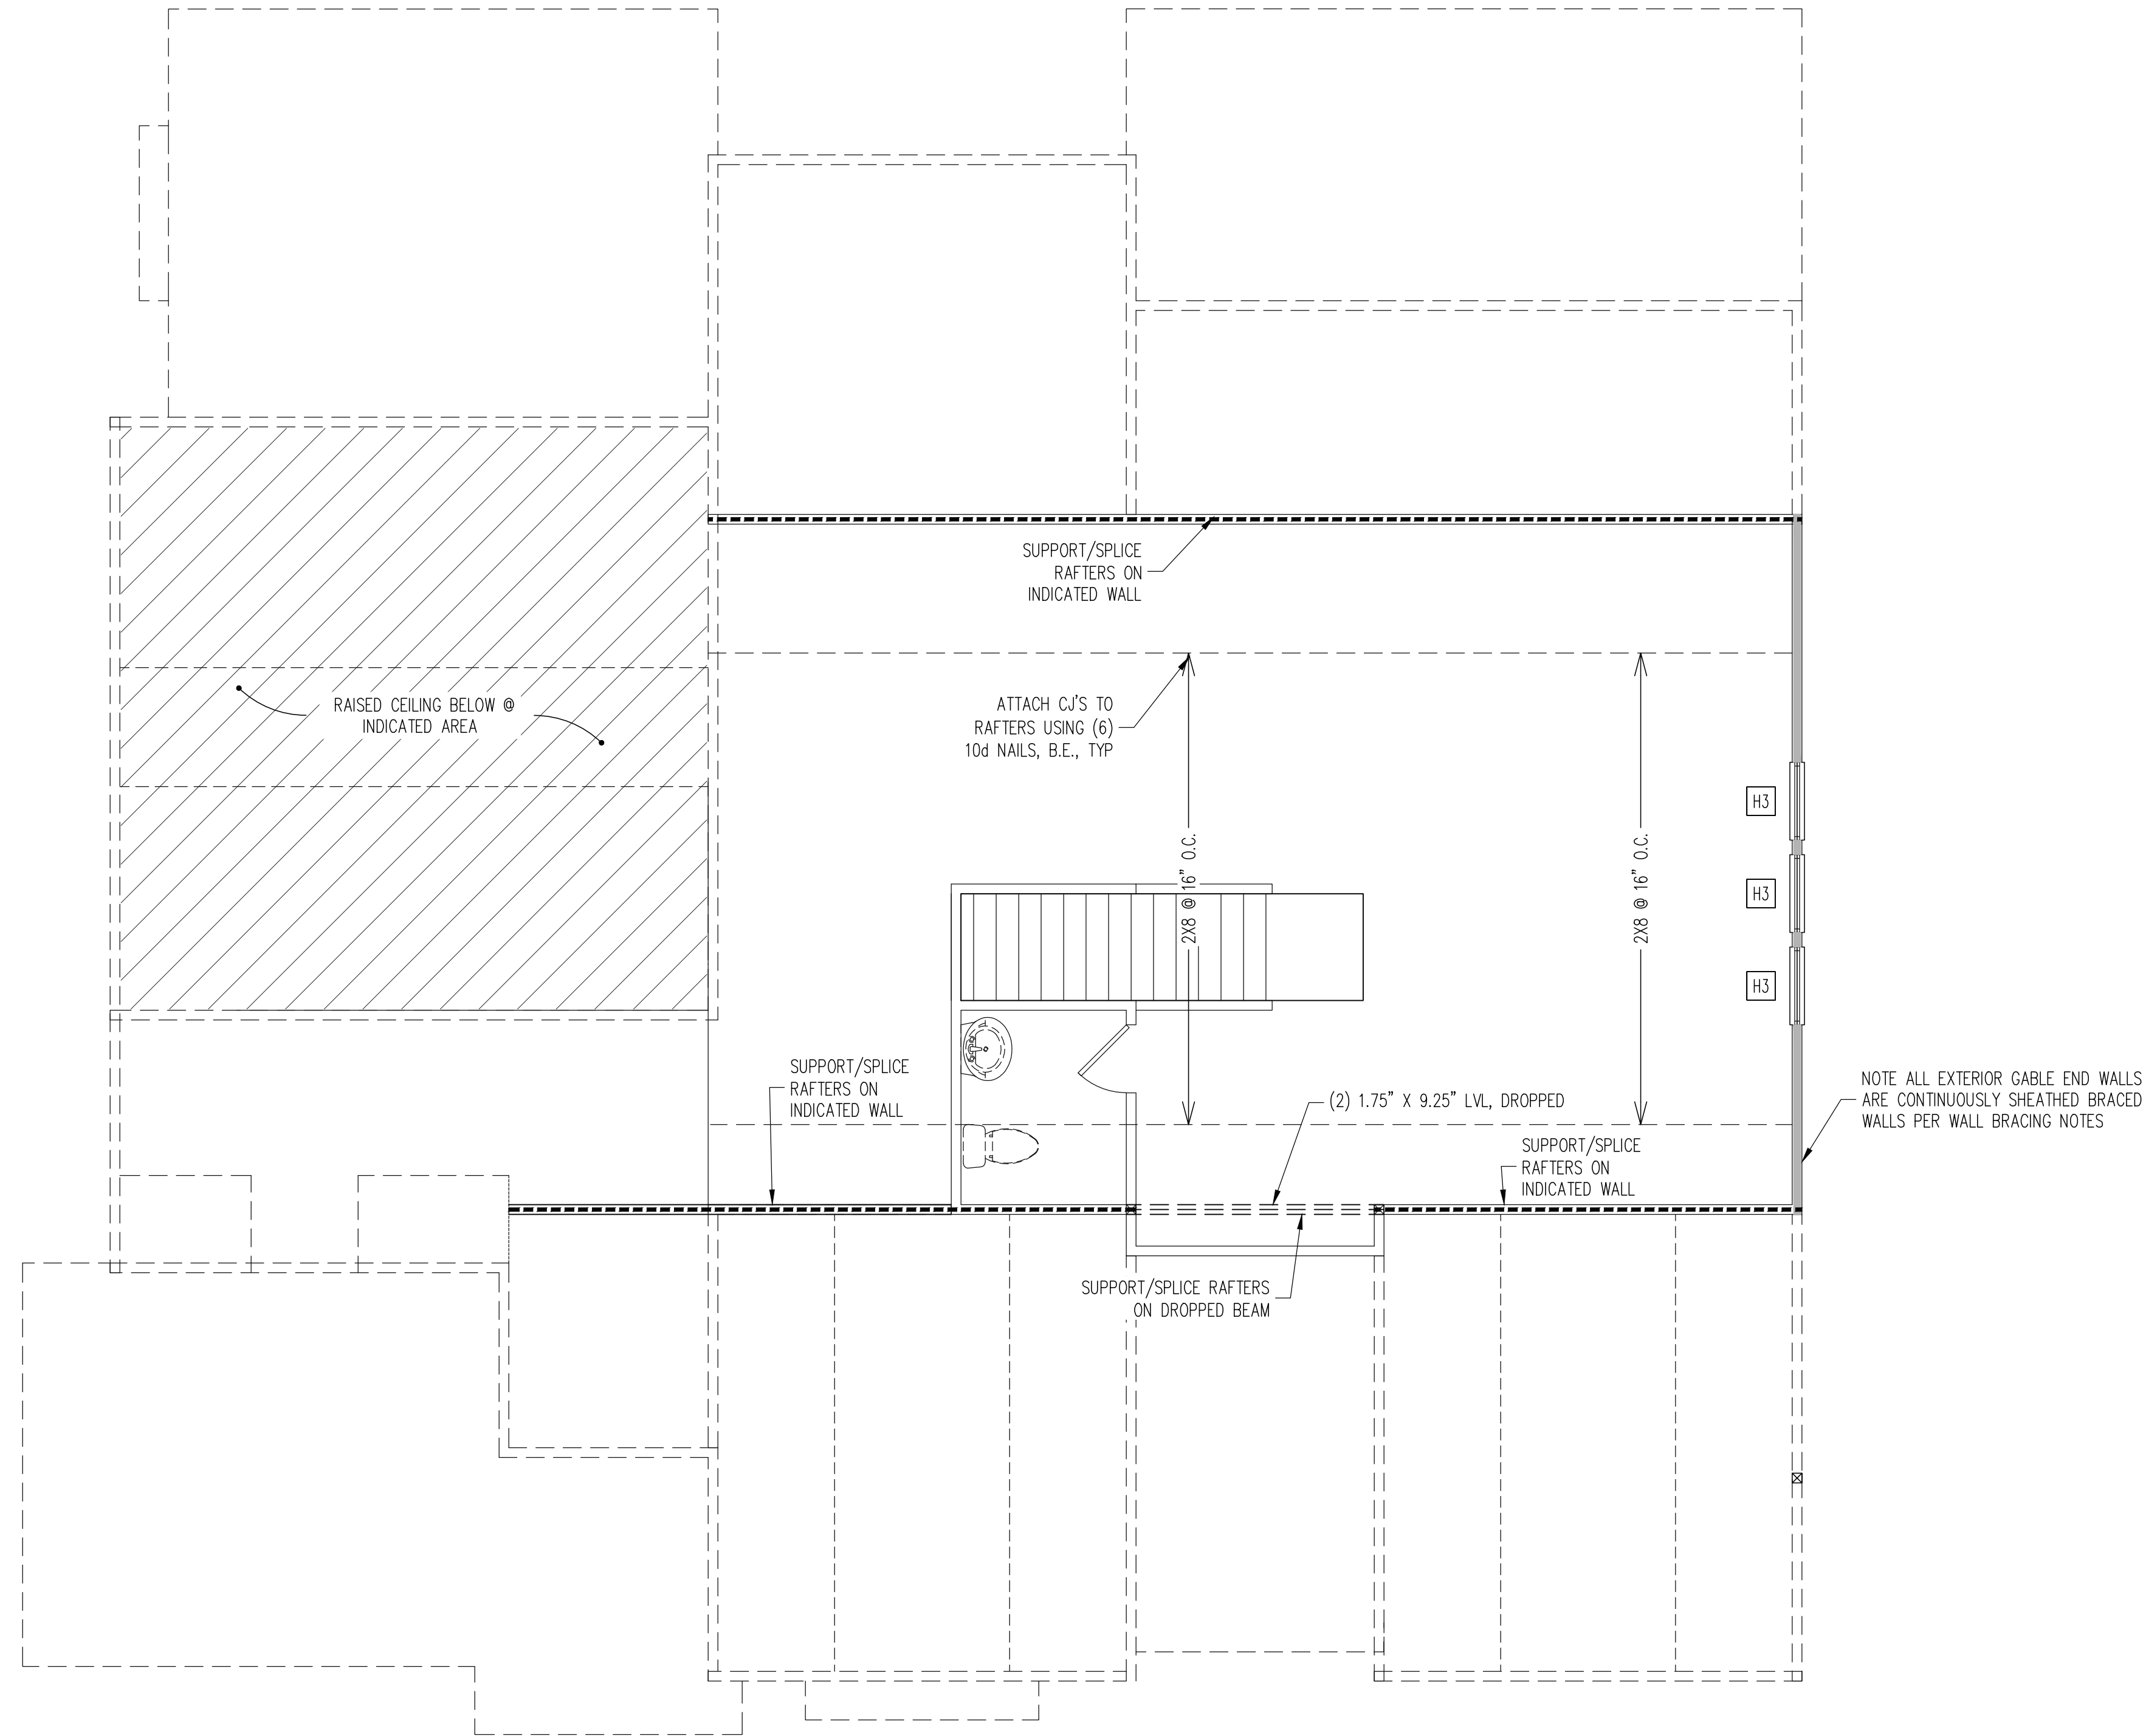 SUPPORT/SPLICE
RAFTERS ON
INDICATED WALL
RAISED CEILING BELOW @
INDICATED AREA
ATTACH CJ'S TO
RAFTERS USING (6)
10d NAILS, B.E., TYP
2X8 @ 16" O.C.
2X8 @ 16" O.C.
H3
H3
H3
SUPPORT/SPLICE
RAFTERS ON
INDICATED WALL
(2) 1.75" X 9.25" LVL, DROPPED
SUPPORT/SPLICE
RAFTERS ON
INDICATED WALL
NOTE ALL EXTERIOR GABLE END WALLS
ARE CONTINUOUSLY SHEATHED BRACED
WALLS PER WALL BRACING NOTES
SUPPORT/SPLICE RAFTERS
ON DROPPED BEAM